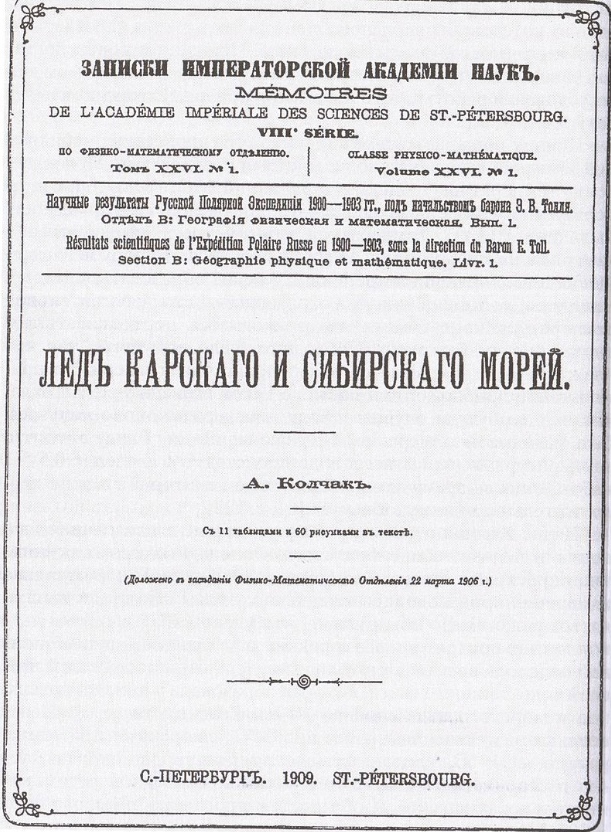 ЗАПИСКИ ИМПЕРАТОРСКОЙ АКАДЕМІИ НАУКЪ.
MÉMOIRES
DE L'ACADÉMIE IMPÉRIALE DES SCIENCES DE ST.-PÉTERSBOURG.
VIIIᵉ SÉRIE.
ПО ФИЗИКО-МАТЕМАТИЧЕСКОМУ ОТДѢЛЕНІЮ.
Томъ XXVI. № 1.
CLASSE PHYSICO-MATHÉMATIQUE.
Volume XXVI. № 1.
Научные результаты Русской Полярной Экспедиціи 1900—1903 гг., подъ начальствомъ барона Э. В. Толля.
Отдѣлъ B: Географія физическая и математическая. Вып. 1.
Résultats scientifiques de l'Expédition Polaire Russe en 1900—1903, sous la direction du Baron E. Toll.
Section B: Géographie physique et mathématique. Livr. 1.
ЛЕДЪ КАРСКАГО И СИБИРСКАГО МОРЕЙ.
А. Колчакъ.
Съ 11 таблицами и 60 рисунками въ текстѣ.
(Доложено въ засѣданіи Физико-Математическаго Отдѣленія 22 марта 1906 г.)
С.-ПЕТЕРБУРГЪ. 1909. ST.-PÉTERSBOURG.